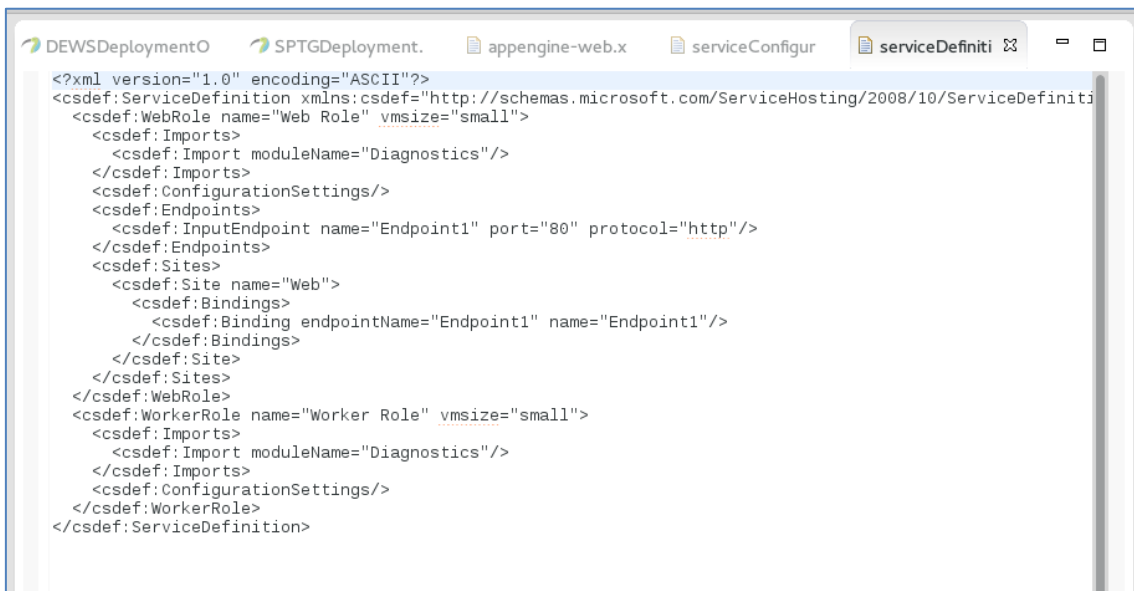 DEWSDeploymentO SPTGDeployment. appengine-web.x serviceConfigur serviceDefiniti
<?xml version="1.0" encoding="ASCII"?>
<csdef:ServiceDefinition xmlns:csdef="http://schemas.microsoft.com/ServiceHosting/2008/10/ServiceDefiniti
  <csdef:WebRole name="Web Role" vmsize="small">
    <csdef:Imports>
      <csdef:Import moduleName="Diagnostics"/>
    </csdef:Imports>
    <csdef:ConfigurationSettings/>
    <csdef:Endpoints>
      <csdef:InputEndpoint name="Endpoint1" port="80" protocol="http"/>
    </csdef:Endpoints>
    <csdef:Sites>
      <csdef:Site name="Web">
        <csdef:Bindings>
          <csdef:Binding endpointName="Endpoint1" name="Endpoint1"/>
        </csdef:Bindings>
      </csdef:Site>
    </csdef:Sites>
  </csdef:WebRole>
  <csdef:WorkerRole name="Worker Role" vmsize="small">
    <csdef:Imports>
      <csdef:Import moduleName="Diagnostics"/>
    </csdef:Imports>
    <csdef:ConfigurationSettings/>
  </csdef:WorkerRole>
</csdef:ServiceDefinition>